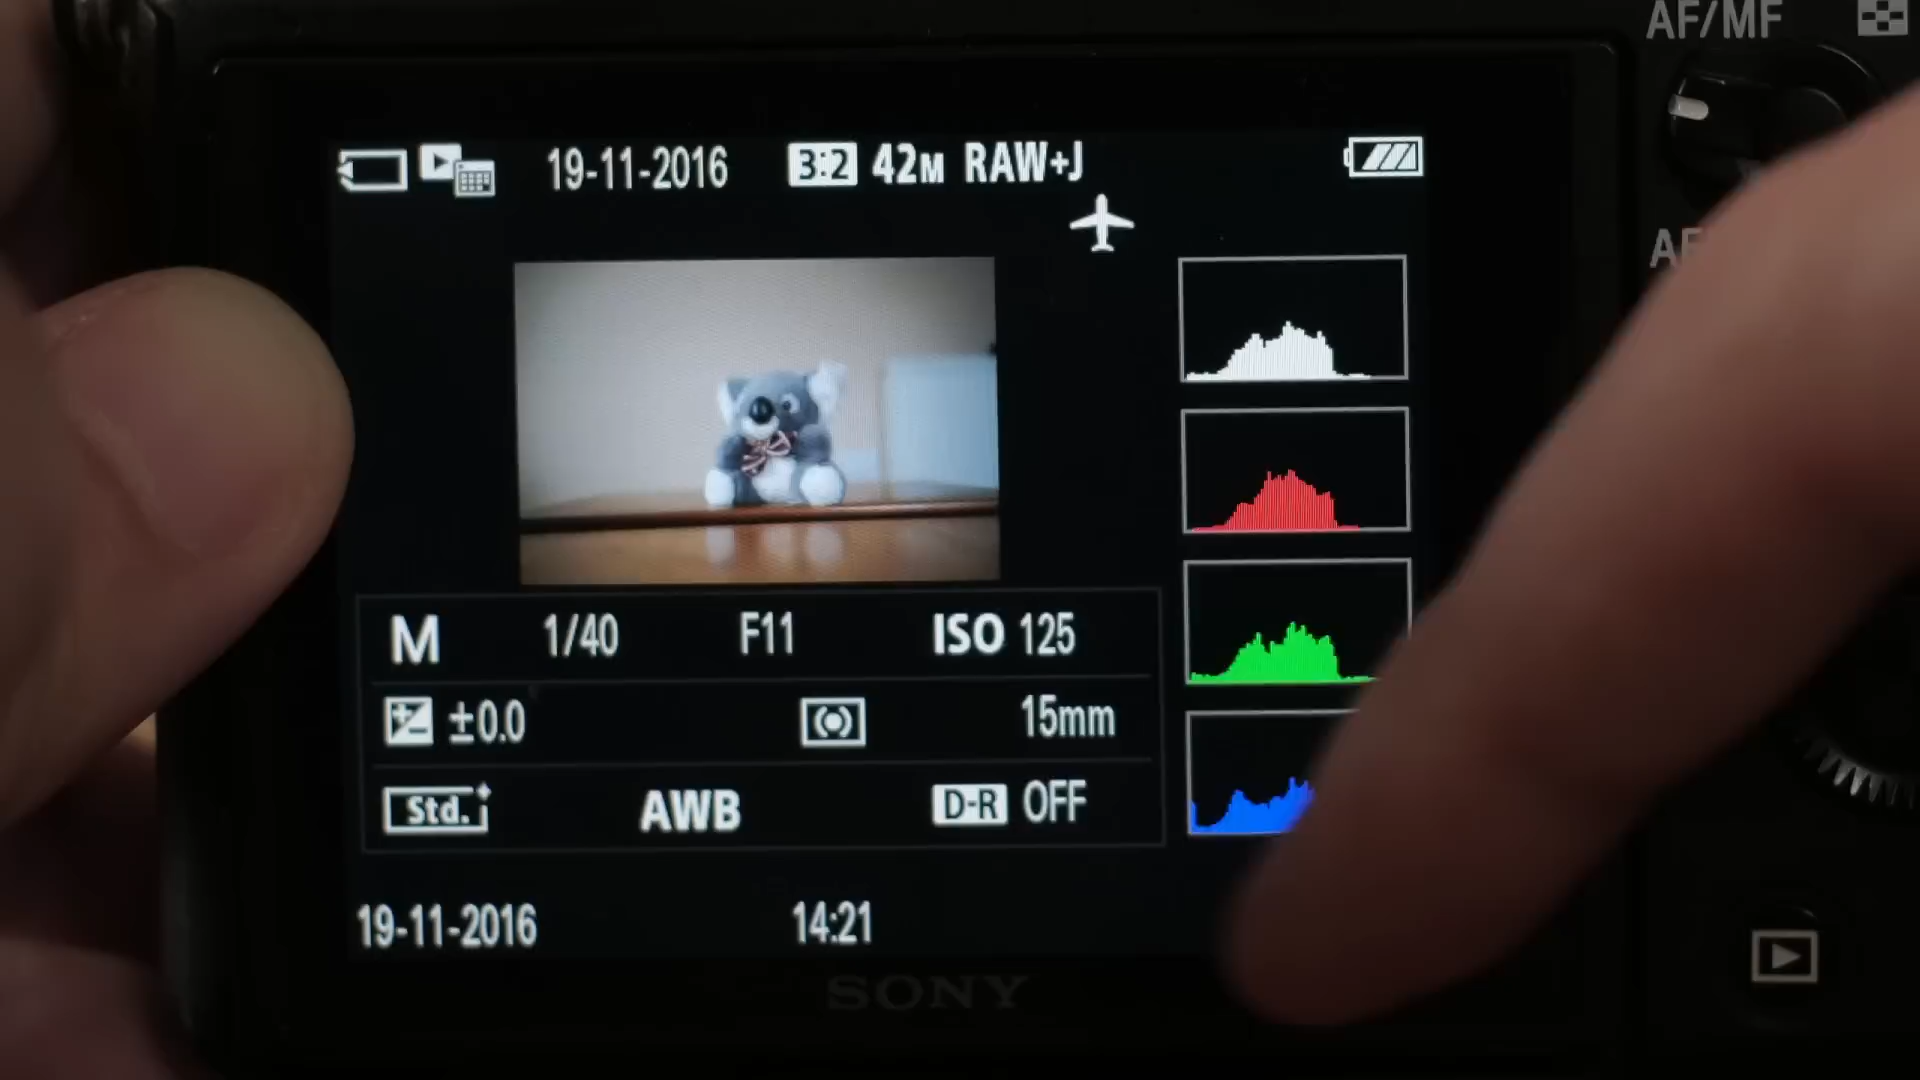 AF/MF
19-11-2016 3:2 42M RAW+J
M 1/40 F11 ISO 125
±0.0 15mm
Std. AWB D-R OFF
19-11-2016 14:21
SONY